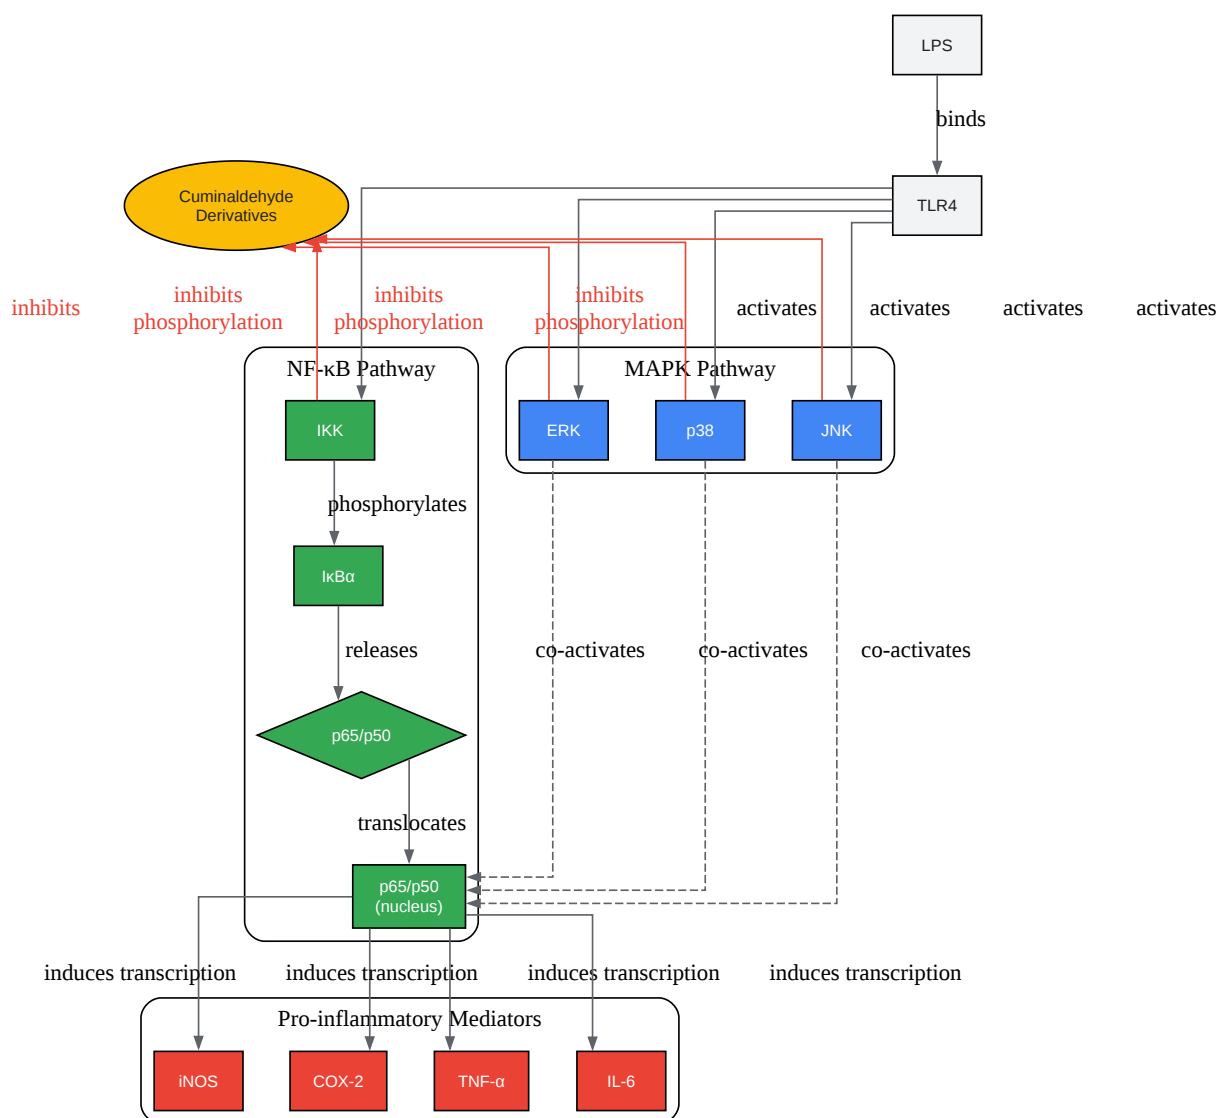 LPS
binds
Cuminaldehyde
Derivatives
TLR4
inhibits
inhibits
phosphorylation
inhibits
phosphorylation
inhibits
phosphorylation
activates
activates
activates
activates
NF-κB Pathway
MAPK Pathway
IKK
ERK
p38
JNK
phosphorylates
IκBα
releases
co-activates
co-activates
co-activates
p65/p50
translocates
p65/p50
(nucleus)
induces transcription
induces transcription
induces transcription
induces transcription
Pro-inflammatory Mediators
iNOS
COX-2
TNF-α
IL-6